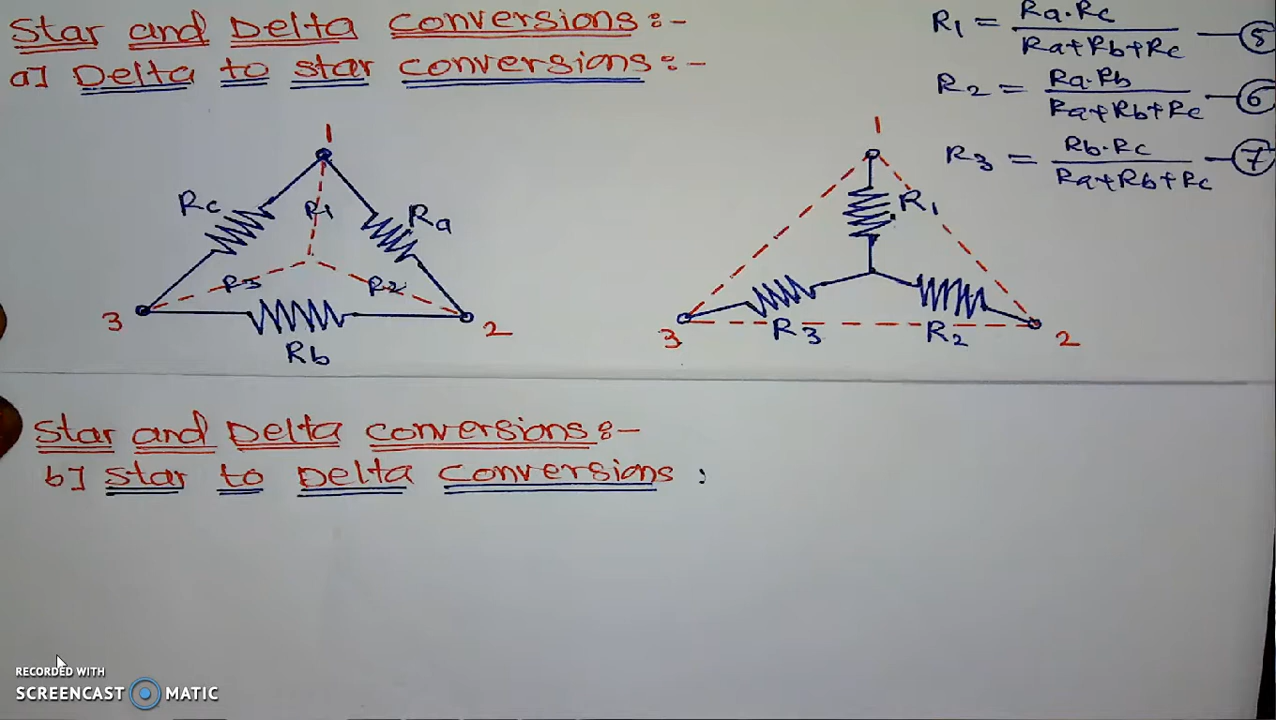 Star and Delta Conversions :-
a] Delta to star conversions :-
R1 = Ra.Rc / Ra+Rb+Rc — 5
R2 = Ra.Rb / Ra+Rb+Rc — 6
R3 = Rb.Rc / Ra+Rb+Rc — 7
1
Rc
R1
Ra
R3
R2
3
Rb
2
1
R1
3
R3
R2
2
Star and Delta Conversions :-
b] Star to Delta Conversions :
RECORDED WITH
SCREENCAST MATIC